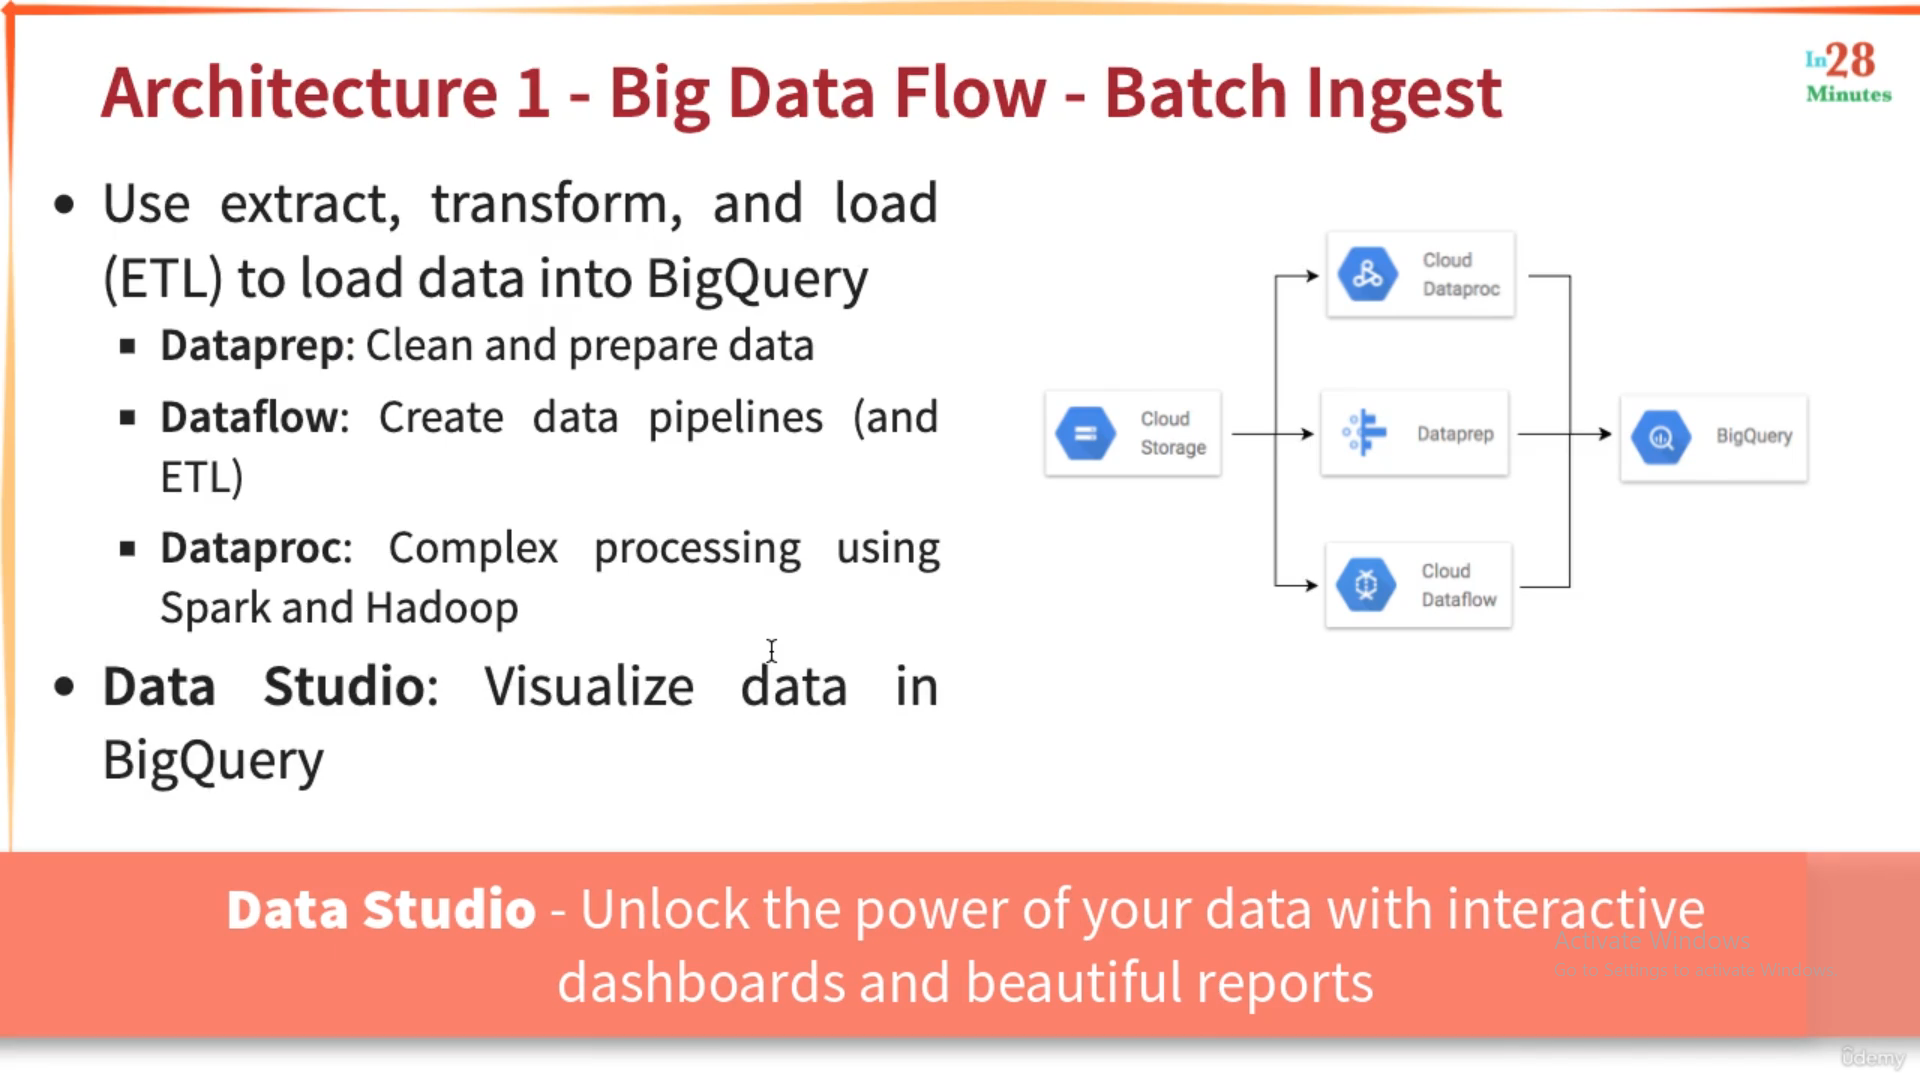 Architecture 1 - Big Data Flow - Batch Ingest
In28
Minutes
Use extract, transform, and load
(ETL) to load data into BigQuery
Dataprep: Clean and prepare data
Dataflow: Create data pipelines (and
ETL)
Dataproc: Complex processing using
Spark and Hadoop
Data Studio: Visualize data in
BigQuery
Cloud
Dataproc
Cloud
Storage
Dataprep
BigQuery
Cloud
Dataflow
Data Studio - Unlock the power of your data with interactive
dashboards and beautiful reports
Activate Windows
Go to Settings to activate Windows.
ûdemy